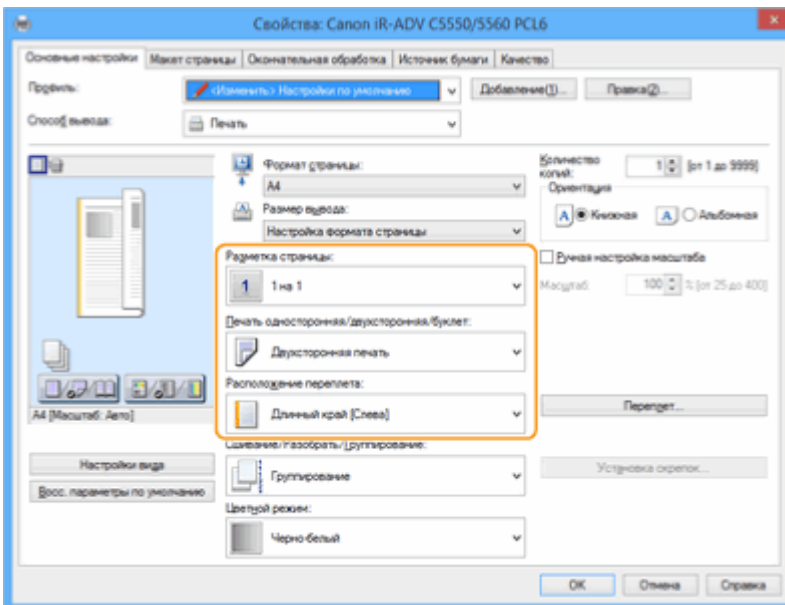 Свойства: Canon iR-ADV C5550/5560 PCL6
Основные настройки Макет страницы Окончательная обработка Источник бумаги Качество
Профиль: <Изменить> Настройки по умолчанию Добавление(1)... Правка(2)...
Способ вывода: Печать
Формат страницы:
A4
Размер вывода:
Настройка формата страницы
Количество копий: 1 [от 1 до 9999]
Ориентация
A Книжная A Альбомная
Разметка страницы:
1 1 на 1
Ручная настройка масштаба
Масштаб: 100 % [от 25 до 400]
Печать односторонняя/двухсторонняя/буклет:
Двухсторонняя печать
Расположение переплета:
Длинный край [Слева]
Переплет...
A4 [Масштаб: Авто]
Сшивание/Разобрать/Группирование:
Группирование
Установка скрепок...
Настройки вида
Восс. параметры по умолчанию
Цветной режим:
Черно-белый
OK Отмена Справка